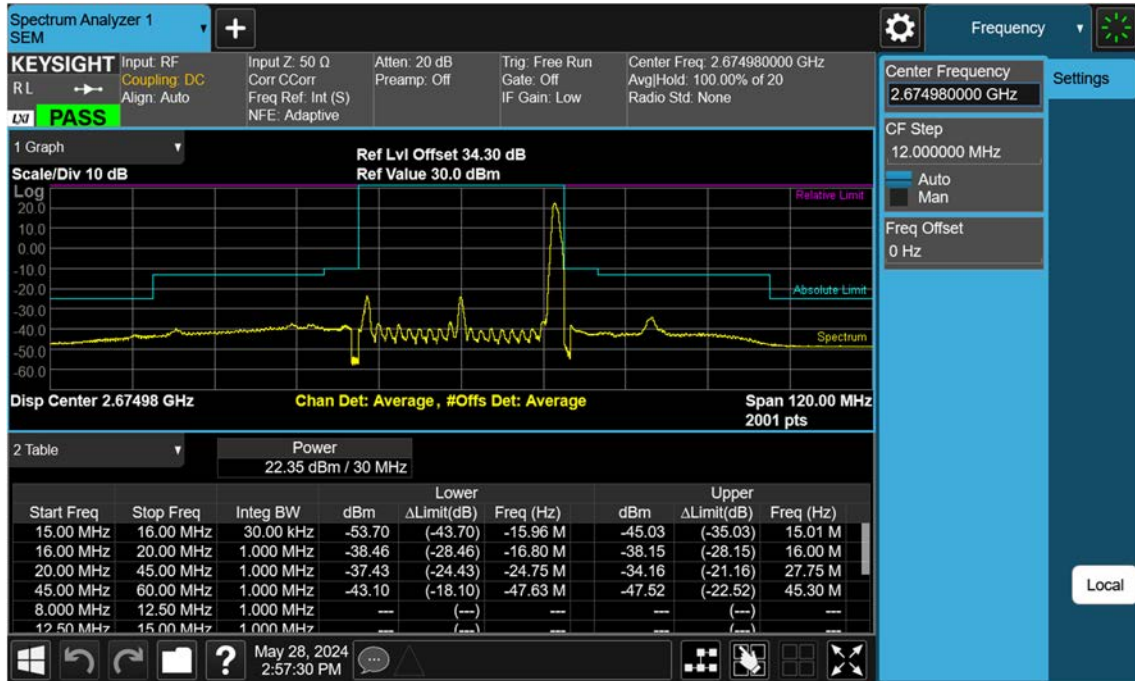 Spectrum Analyzer 1
SEM
+
Frequency
KEYSIGHT
R L
LXI
PASS
Input: RF
Coupling: DC
Align: Auto
Input Z: 50 Ω
Corr CCorr
Freq Ref: Int (S)
NFE: Adaptive
Atten: 20 dB
Preamp: Off
Trig: Free Run
Gate: Off
IF Gain: Low
Center Freq: 2.674980000 GHz
Avg|Hold: 100.00% of 20
Radio Std: None
Center Frequency
2.674980000 GHz
Settings
CF Step
12.000000 MHz
Auto
Man
Freq Offset
0 Hz
1 Graph
Ref Lvl Offset 34.30 dB
Scale/Div 10 dB
Ref Value 30.0 dBm
Log
Relative Limit
20.0
10.0
0.00
-10.0
-20.0
Absolute Limit
-30.0
-40.0
Spectrum
-50.0
-60.0
Disp Center 2.67498 GHz
Chan Det: Average, #Offs Det: Average
Span 120.00 MHz
2001 pts
2 Table
Power
22.35 dBm / 30 MHz
Lower Upper
Start Freq Stop Freq Integ BW dBm ΔLimit(dB) Freq (Hz) dBm ΔLimit(dB) Freq (Hz)
15.00 MHz 16.00 MHz 30.00 kHz -53.70 (-43.70) -15.96 M -45.03 (-35.03) 15.01 M
16.00 MHz 20.00 MHz 1.000 MHz -38.46 (-28.46) -16.80 M -38.15 (-28.15) 16.00 M
20.00 MHz 45.00 MHz 1.000 MHz -37.43 (-24.43) -24.75 M -34.16 (-21.16) 27.75 M
45.00 MHz 60.00 MHz 1.000 MHz -43.10 (-18.10) -47.63 M -47.52 (-22.52) 45.30 M
8.000 MHz 12.50 MHz 1.000 MHz --- (---) --- --- (---) ---
12.50 MHz 15.00 MHz 1.000 MHz --- (---) --- --- (---) ---
Local
?
May 28, 2024
2:57:30 PM